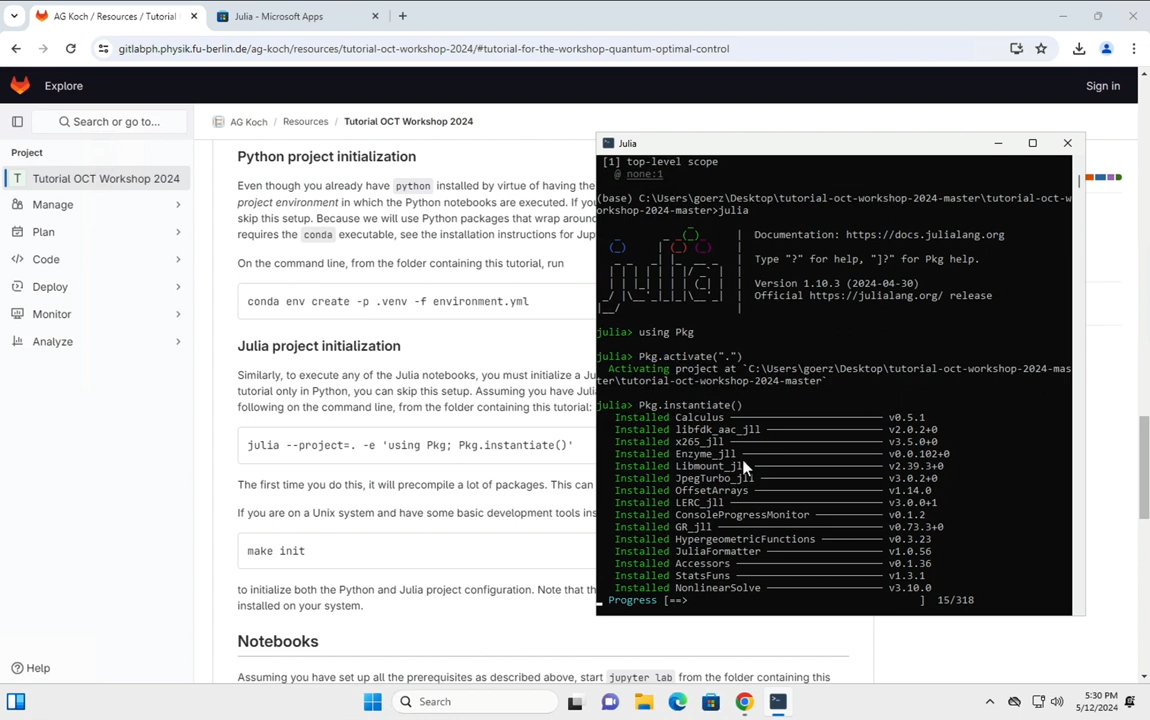 AG Koch / Resources / Tutorial
Julia - Microsoft Apps
gitlabph.physik.fu-berlin.de/ag-koch/resources/tutorial-oct-workshop-2024/#tutorial-for-the-workshop-quantum-optimal-control
Explore
Sign in
Search or go to...
AG Koch / Resources / Tutorial OCT Workshop 2024
Project
T Tutorial OCT Workshop 2024
Manage
Plan
Code
Deploy
Monitor
Analyze
Help
Python project initialization
Even though you already have python installed by virtue of having the
project environment in which the Python notebooks are executed. If you
skip this setup. Because we will use Python packages that wrap around
requires the conda executable, see the installation instructions for Jup
On the command line, from the folder containing this tutorial, run
conda env create -p .venv -f environment.yml
Julia project initialization
Similarly, to execute any of the Julia notebooks, you must initialize a Ju
tutorial only in Python, you can skip this setup. Assuming you have Juli
following on the command line, from the folder containing this tutorial:
julia --project=. -e 'using Pkg; Pkg.instantiate()'
The first time you do this, it will precompile a lot of packages. This can
If you are on a Unix system and have some basic development tools ins
make init
to initialize both the Python and Julia project configuration. Note that th
installed on your system.
Notebooks
Assuming you have set up all the prerequisites as described above, start jupyter lab from the folder containing this
Julia
[1] top-level scope
@ none:1
(base) C:\Users\goerz\Desktop\tutorial-oct-workshop-2024-master\tutorial-oct-w
orkshop-2024-master>julia
Documentation: https://docs.julialang.org
Type "?" for help, "]?" for Pkg help.
Version 1.10.3 (2024-04-30)
Official https://julialang.org/ release
julia> using Pkg
julia> Pkg.activate(".")
Activating project at `C:\Users\goerz\Desktop\tutorial-oct-workshop-2024-mas
ter\tutorial-oct-workshop-2024-master`
julia> Pkg.instantiate()
Installed Calculus v0.5.1
Installed libfdk_aac_jll v2.0.2+0
Installed x265_jll v3.5.0+0
Installed Enzyme_jll v0.0.102+0
Installed Libmount_jll v2.39.3+0
Installed JpegTurbo_jll v3.0.2+0
Installed OffsetArrays v1.14.0
Installed LERC_jll v3.0.0+1
Installed ConsoleProgressMonitor v0.1.2
Installed GR_jll v0.73.3+0
Installed HypergeometricFunctions v0.3.23
Installed JuliaFormatter v1.0.56
Installed Accessors v0.1.36
Installed StatsFuns v1.3.1
Installed NonlinearSolve v3.10.0
Progress [==> ] 15/318
Search
5:30 PM
5/12/2024